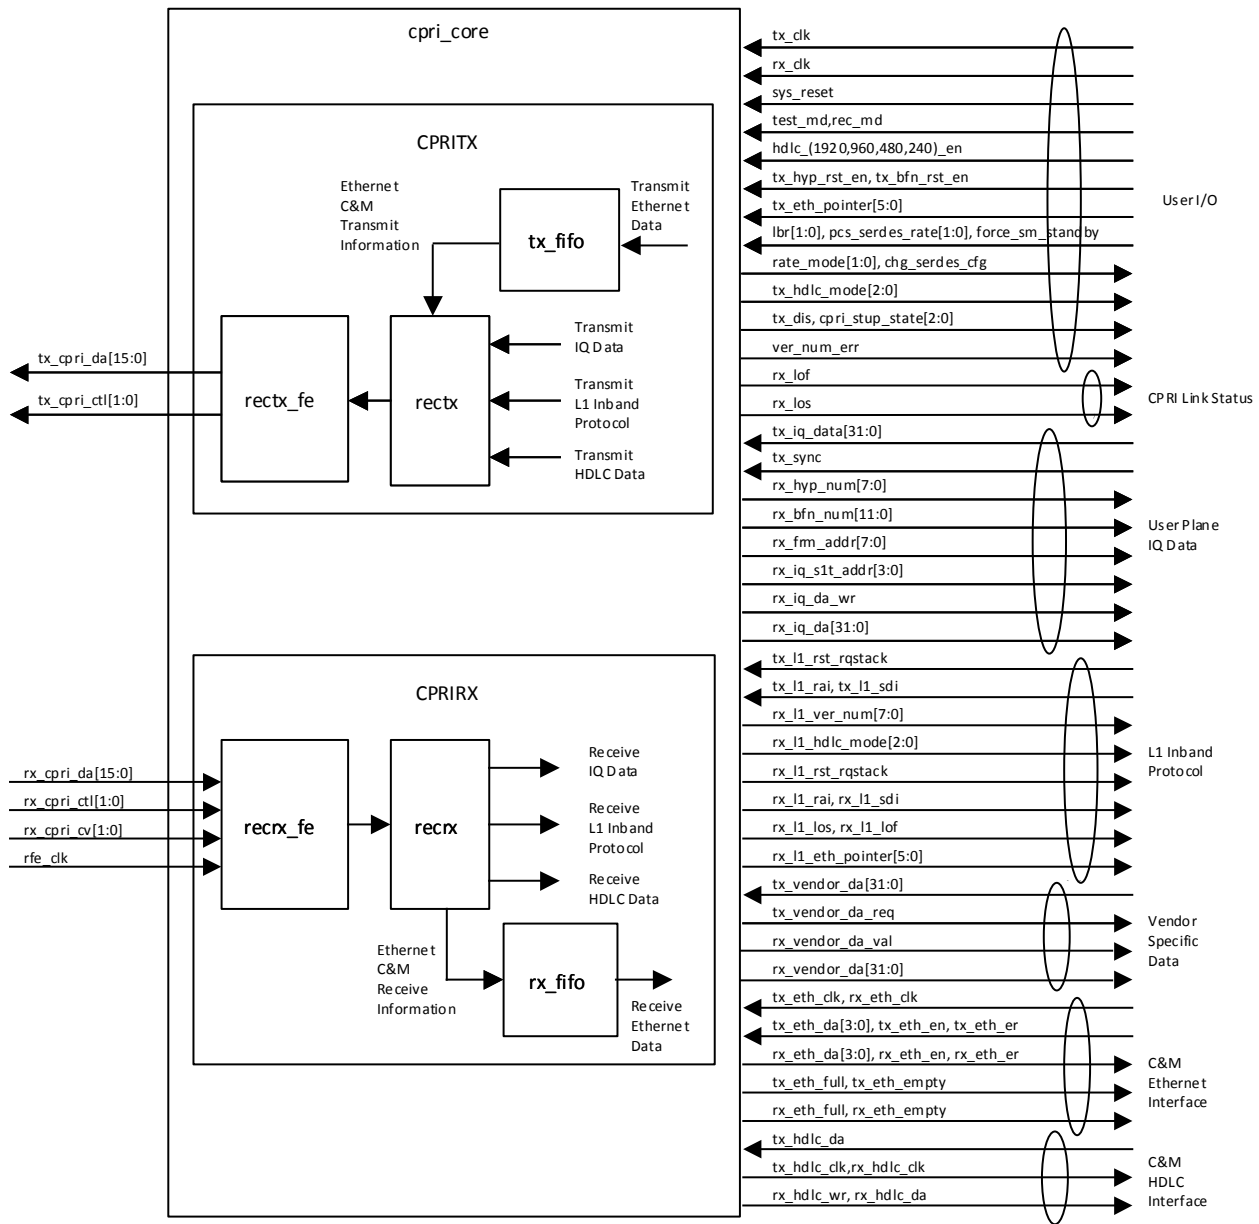 cpri_core
CPRITX
Ethernet
C&M
Transmit
Information
tx_fifo
Transmit
Ethernet
Data
rectx_fe
rectx
Transmit
IQ Data
Transmit
L1 Inband
Protocol
Transmit
HDLC Data
tx_cpri_da[15:0]
tx_cpri_ctl[1:0]
CPRIRX
rx_cpri_da[15:0]
rx_cpri_ctl[1:0]
rx_cpri_cv[1:0]
rfe_clk
recrx_fe
recrx
Receive
IQ Data
Receive
L1 Inband
Protocol
Receive
HDLC Data
Ethernet
C&M
Receive
Information
rx_fifo
Receive
Ethernet
Data
tx_clk
rx_clk
sys_reset
test_md,rec_md
hdlc_(1920,960,480,240)_en
tx_hyp_rst_en, tx_bfn_rst_en
tx_eth_pointer[5:0]
lbr[1:0], pcs_serdes_rate[1:0], force_sm_standby
rate_mode[1:0], chg_serdes_cfg
tx_hdlc_mode[2:0]
tx_dis, cpri_stup_state[2:0]
ver_num_err
User I/O
rx_lof
rx_los
CPRI Link Status
tx_iq_data[31:0]
tx_sync
rx_hyp_num[7:0]
rx_bfn_num[11:0]
rx_frm_addr[7:0]
rx_iq_s1t_addr[3:0]
rx_iq_da_wr
rx_iq_da[31:0]
User Plane
IQ Data
tx_l1_rst_rqstack
tx_l1_rai, tx_l1_sdi
rx_l1_ver_num[7:0]
rx_l1_hdlc_mode[2:0]
rx_l1_rst_rqstack
rx_l1_rai, rx_l1_sdi
rx_l1_los, rx_l1_lof
rx_l1_eth_pointer[5:0]
L1 Inband
Protocol
tx_vendor_da[31:0]
tx_vendor_da_req
rx_vendor_da_val
rx_vendor_da[31:0]
Vendor
Specific
Data
tx_eth_clk, rx_eth_clk
tx_eth_da[3:0], tx_eth_en, tx_eth_er
rx_eth_da[3:0], rx_eth_en, rx_eth_er
tx_eth_full, tx_eth_empty
rx_eth_full, rx_eth_empty
C&M
Ethernet
Interface
tx_hdlc_da
tx_hdlc_clk,rx_hdlc_clk
rx_hdlc_wr, rx_hdlc_da
C&M
HDLC
Interface